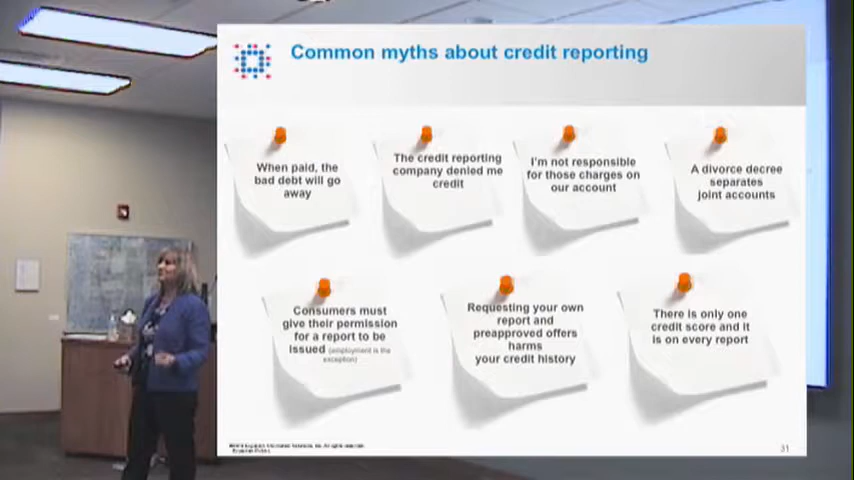 Common myths about credit reporting
When paid, the
bad debt will go
away
The credit reporting
company denied me
credit
I'm not responsible
for those charges on
our account
A divorce decree
separates
joint accounts
Consumers must
give their permission
for a report to be
issued (employment is the
exception)
Requesting your own
report and
preapproved offers
harms
your credit history
There is only one
credit score and it
is on every report
31